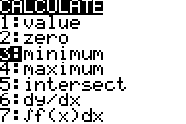 CALCULATE
1:value
2:zero
3:minimum
4:maximum
5:intersect
6:dy/dx
7:∫f(x)dx